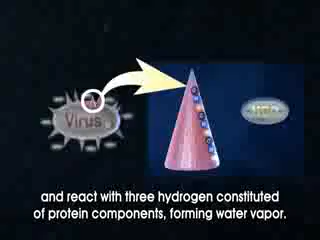 Virus
and react with three hydrogen constituted
of protein components, forming water vapor.